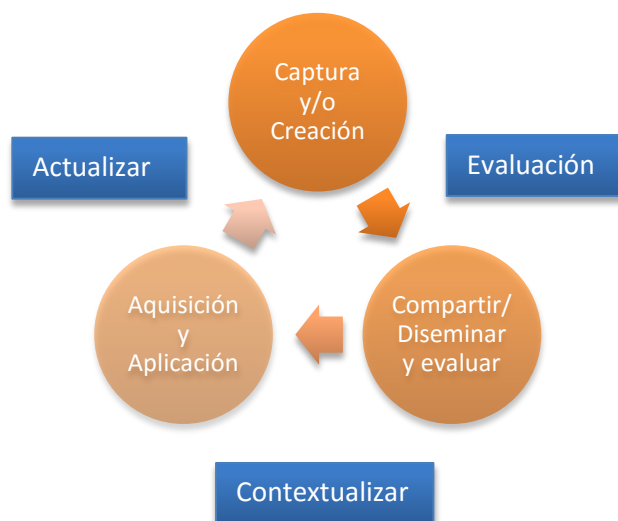 Captura
y/o
Creación
Actualizar
Evaluación
Aquisición
y
Aplicación
Compartir/
Diseminar
y evaluar
Contextualizar